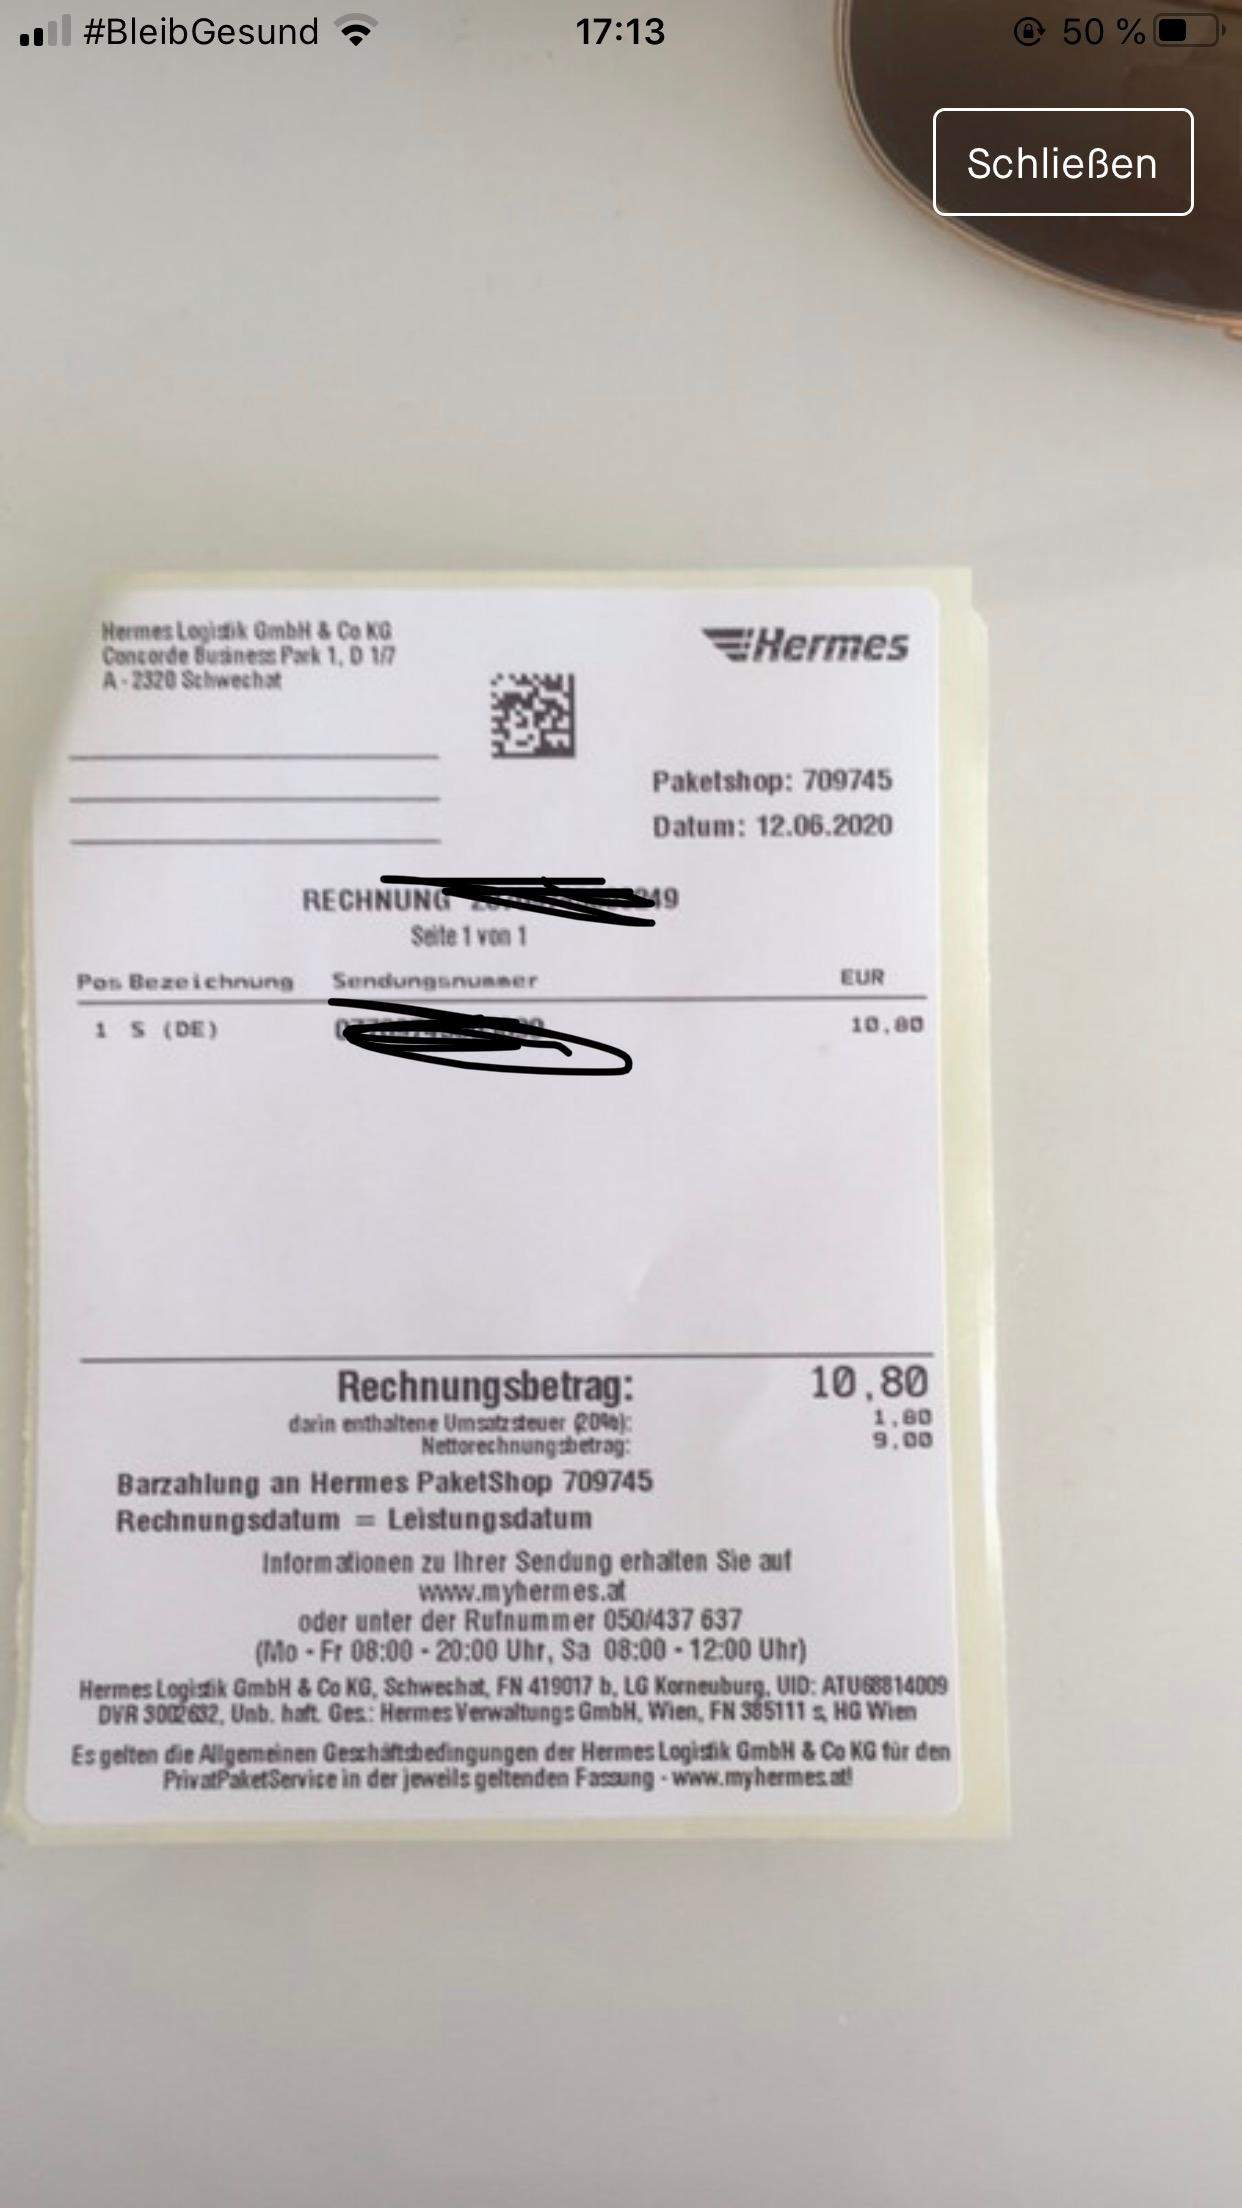 #BleibGesund 17:13 50 %
Schließen
Hermes Logistik GmbH & Co KG
Concorde Business Park 1, D 1/7
A - 2320 Schwechat
Hermes
Paketshop: 709745
Datum: 12.06.2020
RECHNUNG 249
Seite 1 von 1
Pos Bezeichnung Sendungsnummer EUR
1 S (DE) 10,80
Rechnungsbetrag: 10,80
darin enthaltene Umsatzsteuer (20%): 1,80
Nettorechnungsbetrag: 9,00
Barzahlung an Hermes PaketShop 709745
Rechnungsdatum = Leistungsdatum
Informationen zu Ihrer Sendung erhalten Sie auf
www.myhermes.at
oder unter der Rufnummer 050/437 637
(Mo - Fr 08:00 - 20:00 Uhr, Sa 08:00 - 12:00 Uhr)
Hermes Logistik GmbH & Co KG, Schwechat, FN 419017 b, LG Korneuburg, UID: ATU68814009
DVR 3002632, Unb. haft. Ges.: Hermes Verwaltungs GmbH, Wien, FN 385111 s, HG Wien
Es gelten die Allgemeinen Geschäftsbedingungen der Hermes Logistik GmbH & Co KG für den
PrivatPaketService in der jeweils geltenden Fassung - www.myhermes.at!